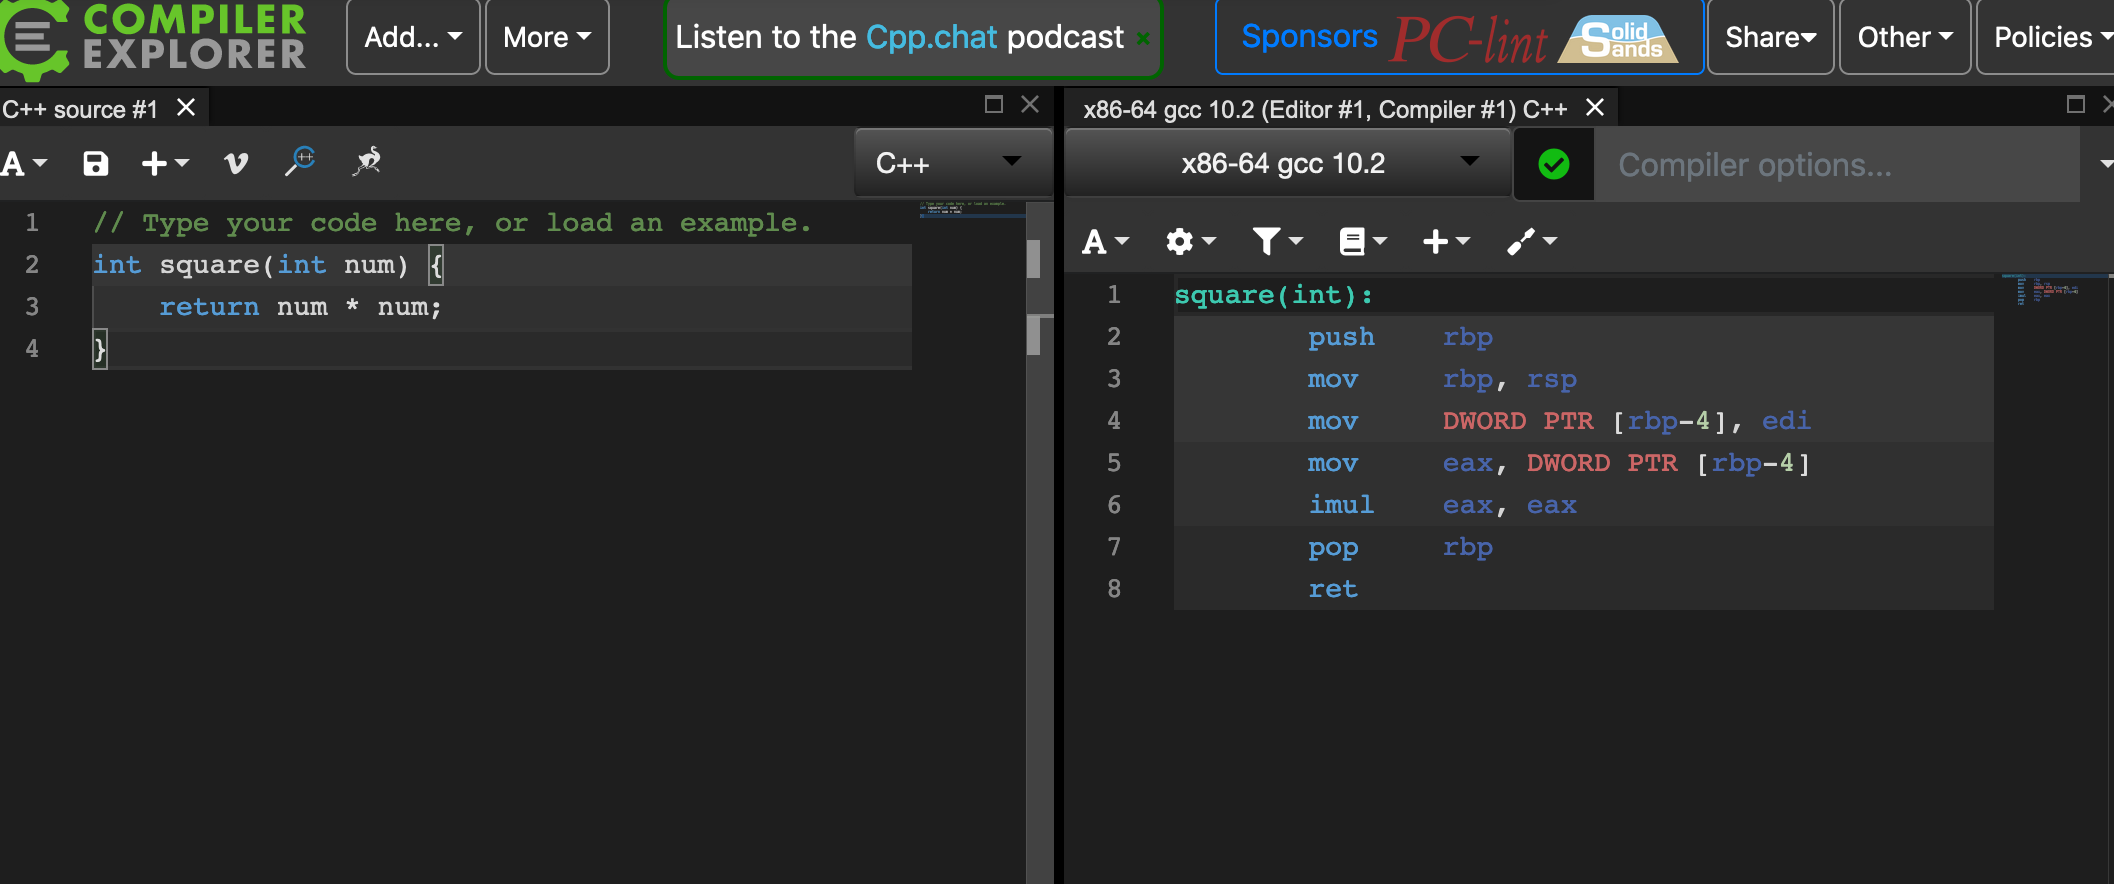 COMPILER
EXPLORER
Add...
More
Listen to the Cpp.chat podcast ×
Sponsors PC-lint Solid Sands
Share
Other
Policies
C++ source #1
x86-64 gcc 10.2 (Editor #1, Compiler #1) C++
A
C++
x86-64 gcc 10.2
Compiler options...
1 // Type your code here, or load an example.
2 int square(int num) {
3 return num * num;
4 }
A
1 square(int):
2 push rbp
3 mov rbp, rsp
4 mov DWORD PTR [rbp-4], edi
5 mov eax, DWORD PTR [rbp-4]
6 imul eax, eax
7 pop rbp
8 ret